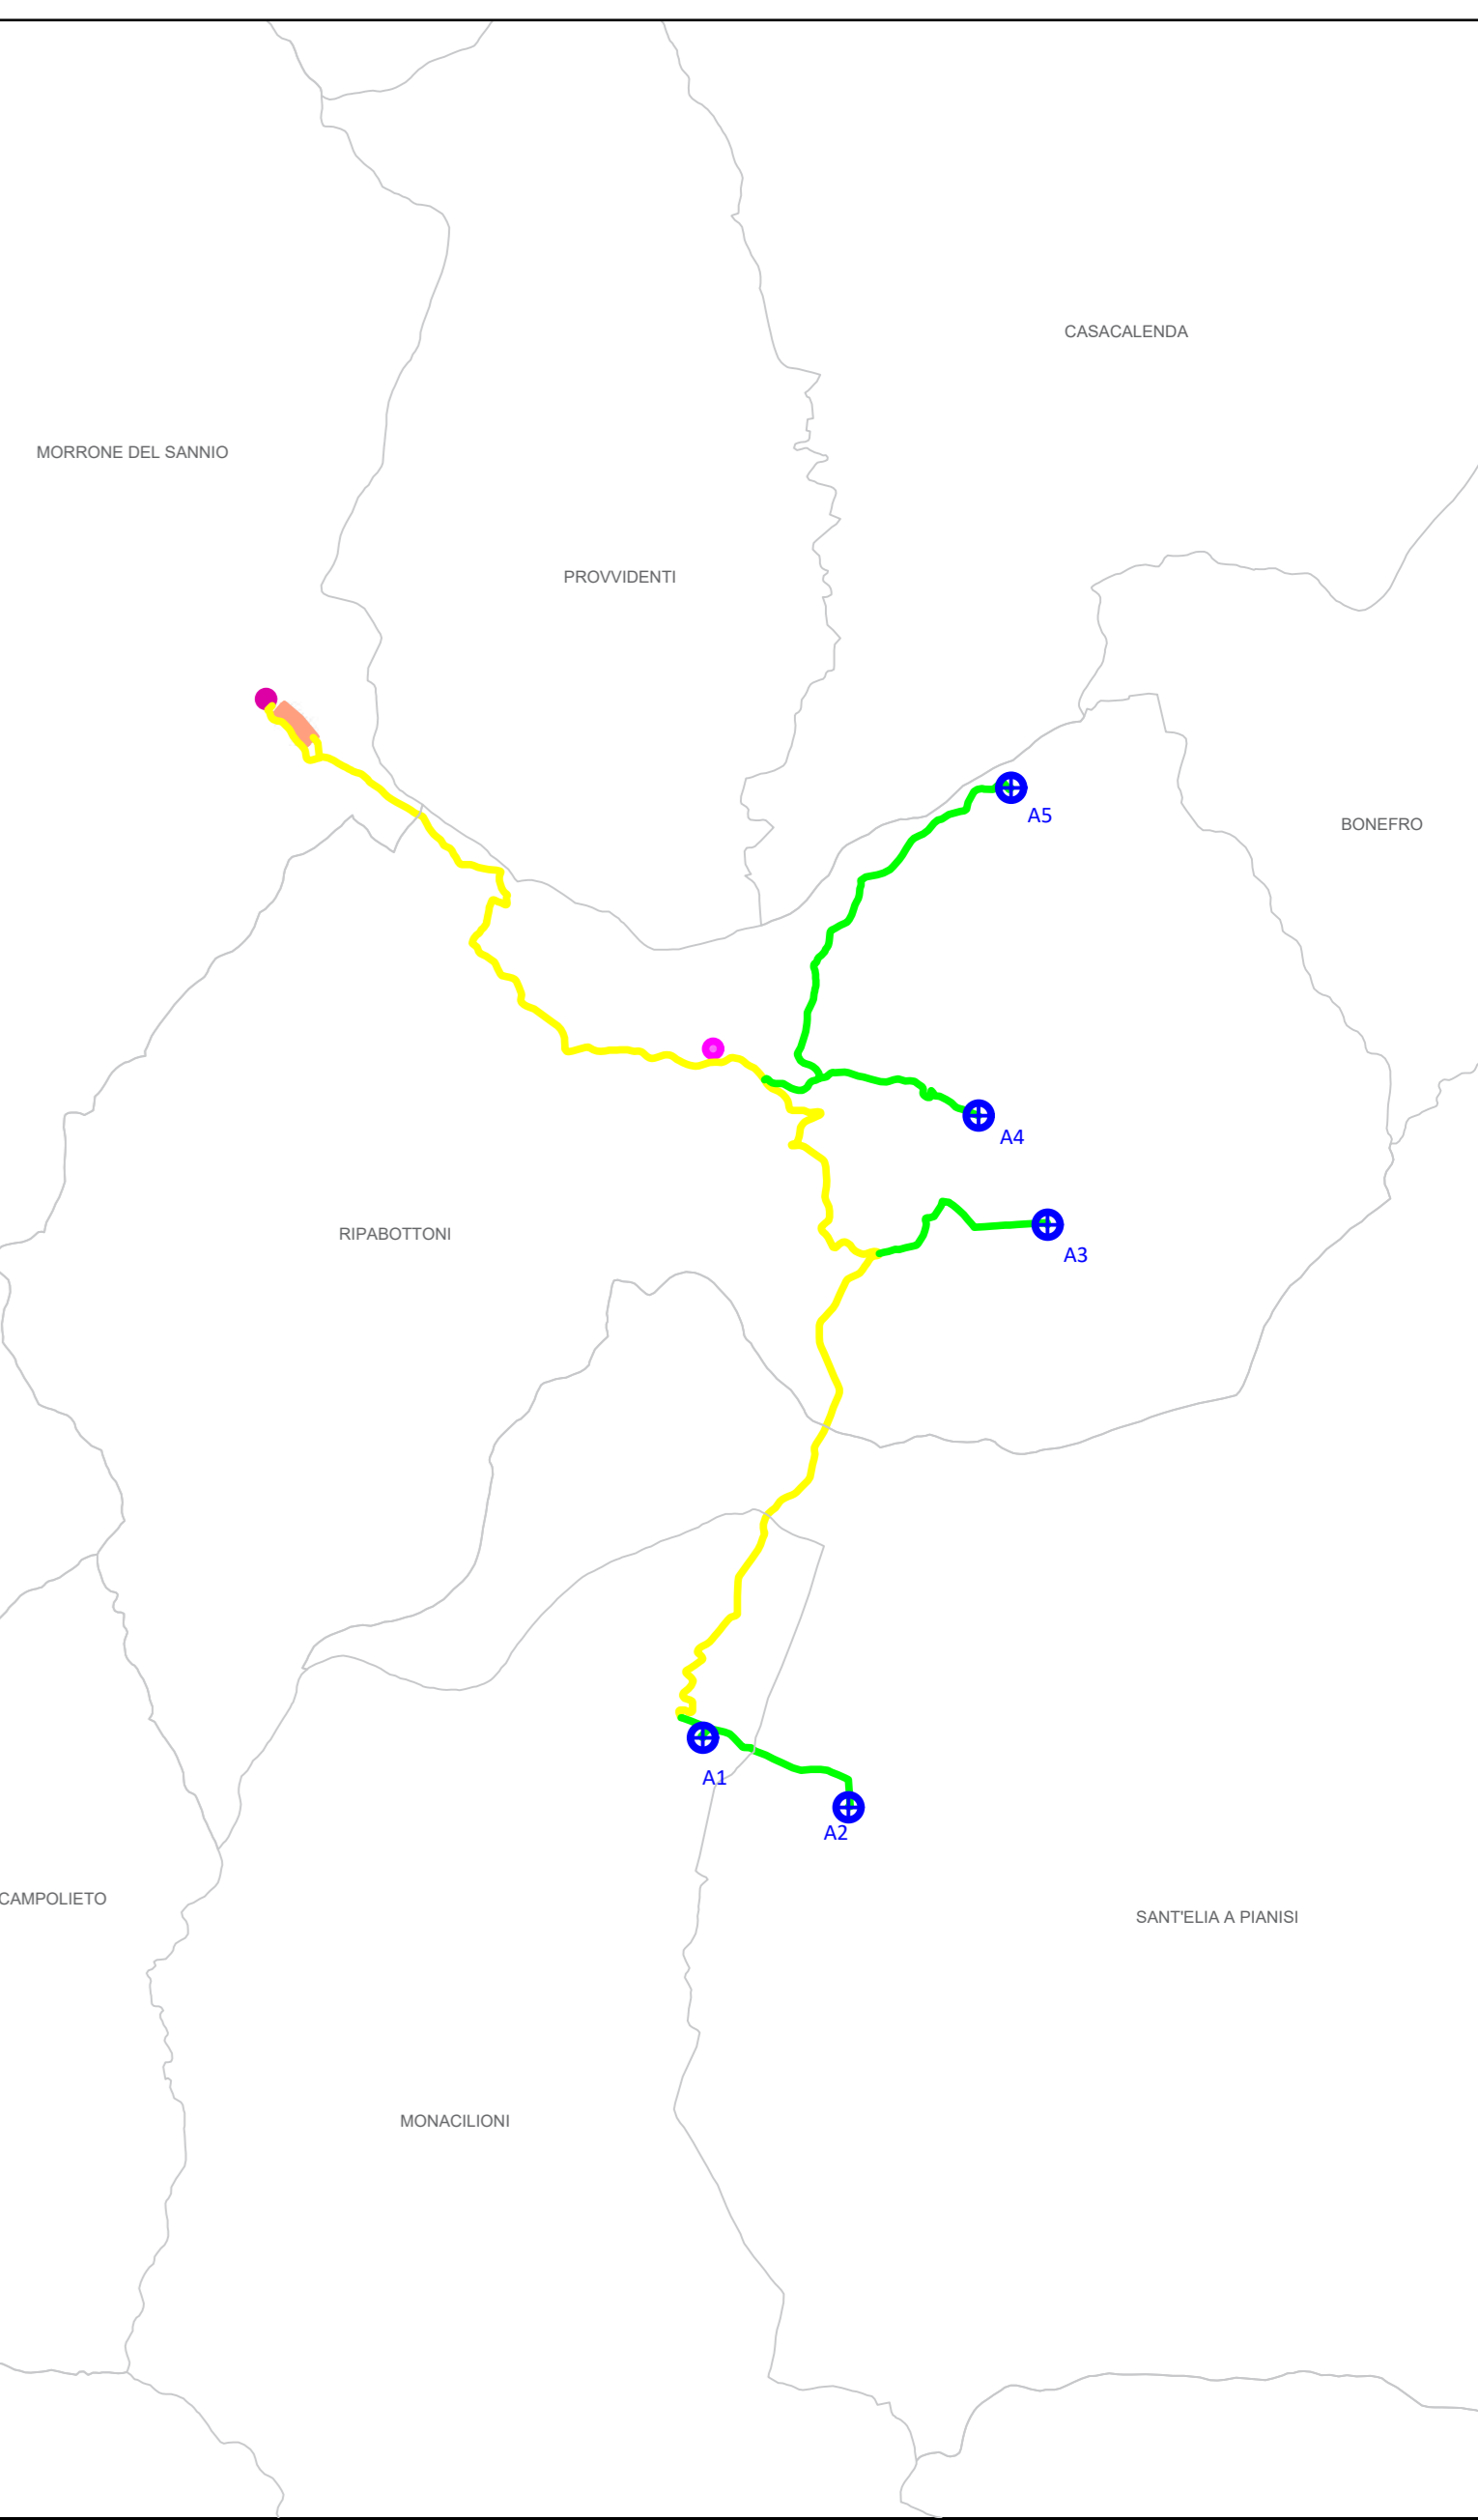 CASACALENDA
MORRONE DEL SANNIO
PROVVIDENTI
A5
BONEFRO
A4
RIPABOTTONI
A3
A1
A2
CAMPOLIETO
SANT'ELIA A PIANISI
MONACILIONI